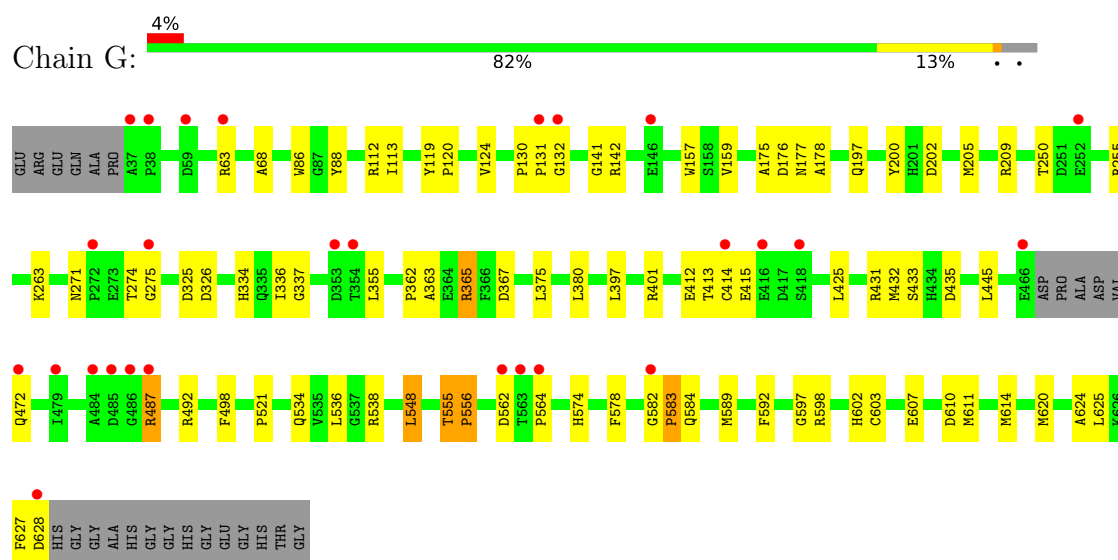 4%
Chain G:
82% 13% • •
GLU ARG GLU GLN ALA PRO A37 P38 D59 R63 A68 W86 G87 Y88 R112 I113 Y119 P120 V124 P130 P131 G132 G141 R142 E146 W157 S158 V159 A175 D176 N177 A178 Q197 Y200 H201 D202 M205 R209 T250 D251 E252
K263 N271 P272 E273 T274 G275 D325 D326 H334 Q335 I336 G337 D353 T354 L355 P362 A363 E364 R365 F366 D367 L375 L380 L397 R401 E412 T413 C414 E415 E416 D417 S418 L425 R431 M432 S433 H434 D435 L445 E466 ASP PRO ALA ASP VAL
Q472 I479 A484 D485 G486 R487 R492 F498 P521 Q534 V535 L536 G537 R538 L548 T555 P556 D562 T563 P564 H574 F578 G582 P583 Q584 M589 F592 G597 R598 H602 C603 E607 D610 M611 M614 M620 A624 L625 K626
F627 D628 HIS GLY GLY ALA HIS GLY GLY HIS GLY GLU GLY HIS THR GLY